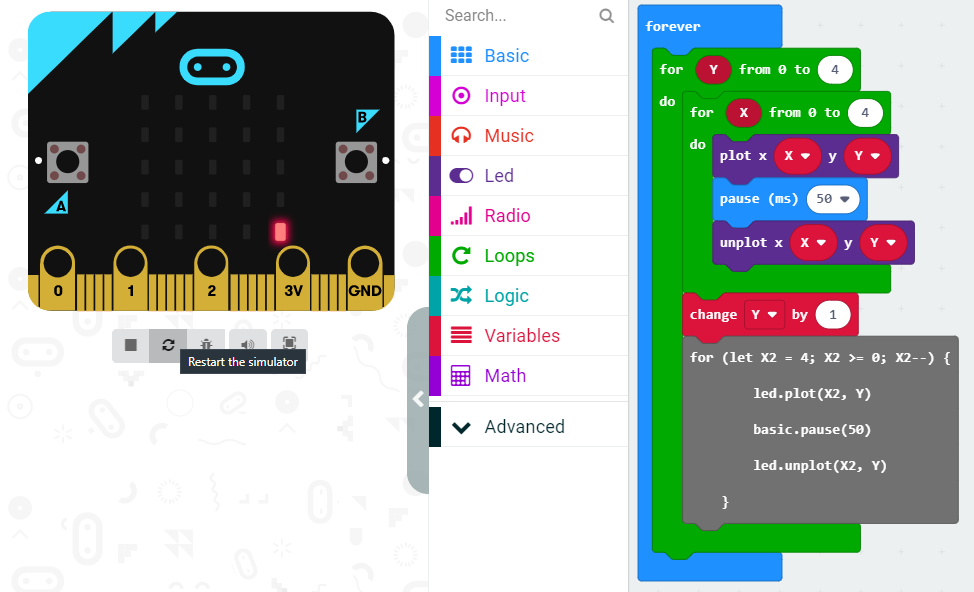 B
A
0 1 2 3V GND
Restart the simulator
Search...
Basic
Input
Music
Led
Radio
Loops
Logic
Variables
Math
Advanced
forever
for Y from 0 to 4
do
for X from 0 to 4
do
plot x X y Y
pause (ms) 50
unplot x X y Y
change Y by 1
for (let X2 = 4; X2 >= 0; X2--) {
led.plot(X2, Y)
basic.pause(50)
led.unplot(X2, Y)
}